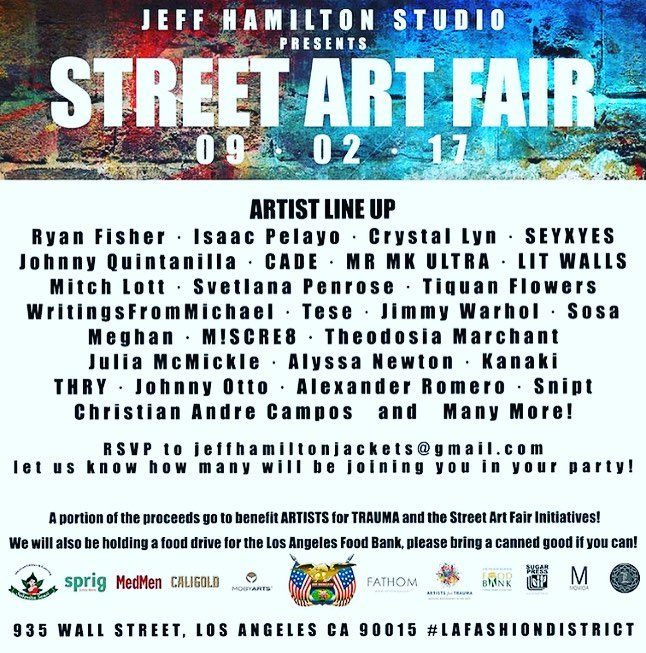 JEFF HAMILTON STUDIO
PRESENTS
STREET ART FAIR
09 · 02 · 17
ARTIST LINE UP
Ryan Fisher · Isaac Pelayo · Crystal Lyn · SEYXYES
Johnny Quintanilla · CADE · MR MK ULTRA · LIT WALLS
Mitch Lott · Svetlana Penrose · Tiquan Flowers
WritingsFromMichael · Tese · Jimmy Warhol · Sosa
Meghan · M!SCRE8 · Theodosia Marchant
Julia McMickle · Alyssa Newton · Kanaki
THRY · Johnny Otto · Alexander Romero · Snipt
Christian Andre Campos and Many More!
RSVP to jeffhamiltonjackets@gmail.com
let us know how many will be joining you in your party!
A portion of the proceeds go to benefit ARTISTS for TRAUMA and the Street Art Fair Initiatives!
We will also be holding a food drive for the Los Angeles Food Bank, please bring a canned good if you can!
sprig MedMen CALIGOLD MOBYARTS FATHOM ARTISTS for TRAUMA FOOD BANK SUGAR PRESS M
935 WALL STREET, LOS ANGELES CA 90015 #LAFASHIONDISTRICT